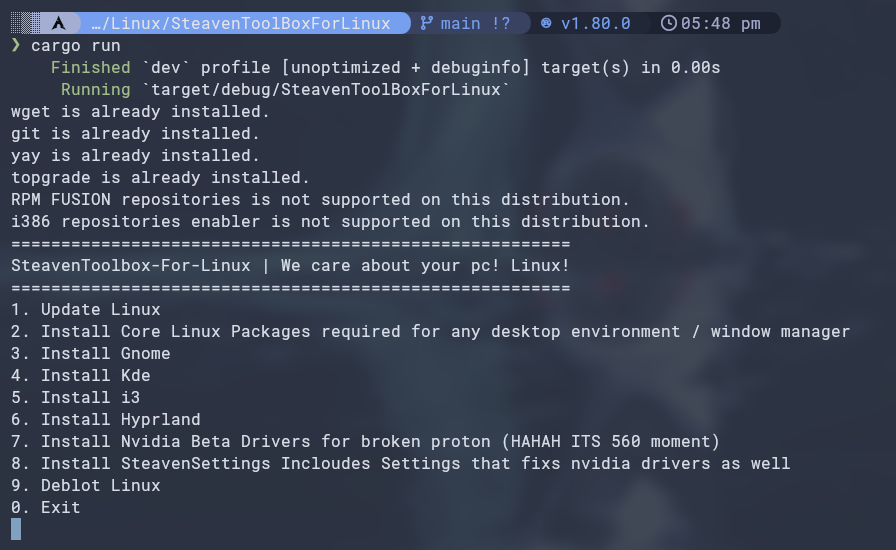 …/Linux/SteavenToolBoxForLinux main !? v1.80.0 05:48 pm
❯ cargo run
    Finished `dev` profile [unoptimized + debuginfo] target(s) in 0.00s
     Running `target/debug/SteavenToolBoxForLinux`
wget is already installed.
git is already installed.
yay is already installed.
topgrade is already installed.
RPM FUSION repositories is not supported on this distribution.
i386 repositories enabler is not supported on this distribution.
========================================================
SteavenToolbox-For-Linux | We care about your pc! Linux!
========================================================
1. Update Linux
2. Install Core Linux Packages required for any desktop environment / window manager
3. Install Gnome
4. Install Kde
5. Install i3
6. Install Hyprland
7. Install Nvidia Beta Drivers for broken proton (HAHAH ITS 560 moment)
8. Install SteavenSettings Incloudes Settings that fixs nvidia drivers as well
9. Deblot Linux
0. Exit